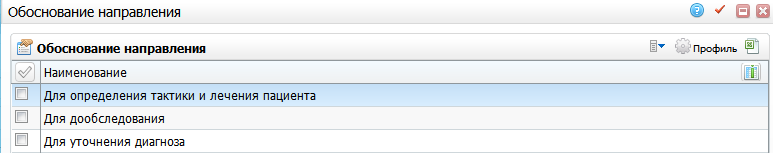 Обоснование направления
Обоснование направления Профиль
Наименование
Для определения тактики и лечения пациента
Для дообследования
Для уточнения диагноза